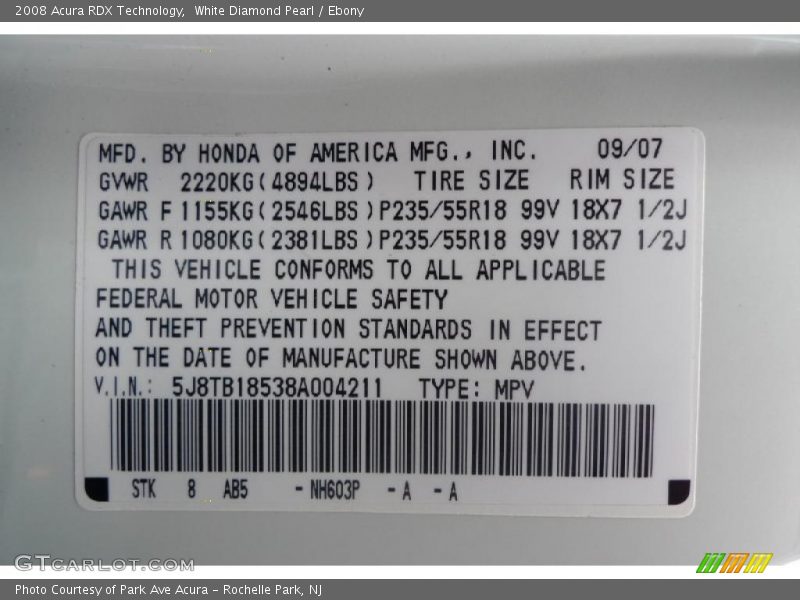 2008 Acura RDX Technology,  White Diamond Pearl / Ebony
MFD. BY HONDA OF AMERICA MFG., INC. 09/07
GVWR 2220KG(4894LBS) TIRE SIZE RIM SIZE
GAWR F 1155KG(2546LBS)P235/55R18 99V 18X7 1/2J
GAWR R 1080KG(2381LBS)P235/55R18 99V 18X7 1/2J
THIS VEHICLE CONFORMS TO ALL APPLICABLE
FEDERAL MOTOR VEHICLE SAFETY
AND THEFT PREVENTION STANDARDS IN EFFECT
ON THE DATE OF MANUFACTURE SHOWN ABOVE.
V.I.N.: 5J8TB18538A004211 TYPE: MPV
STK 8 AB5 -NH603P -A -A
GTCARLOT.COM
Photo Courtesy of Park Ave Acura - Rochelle Park, NJ